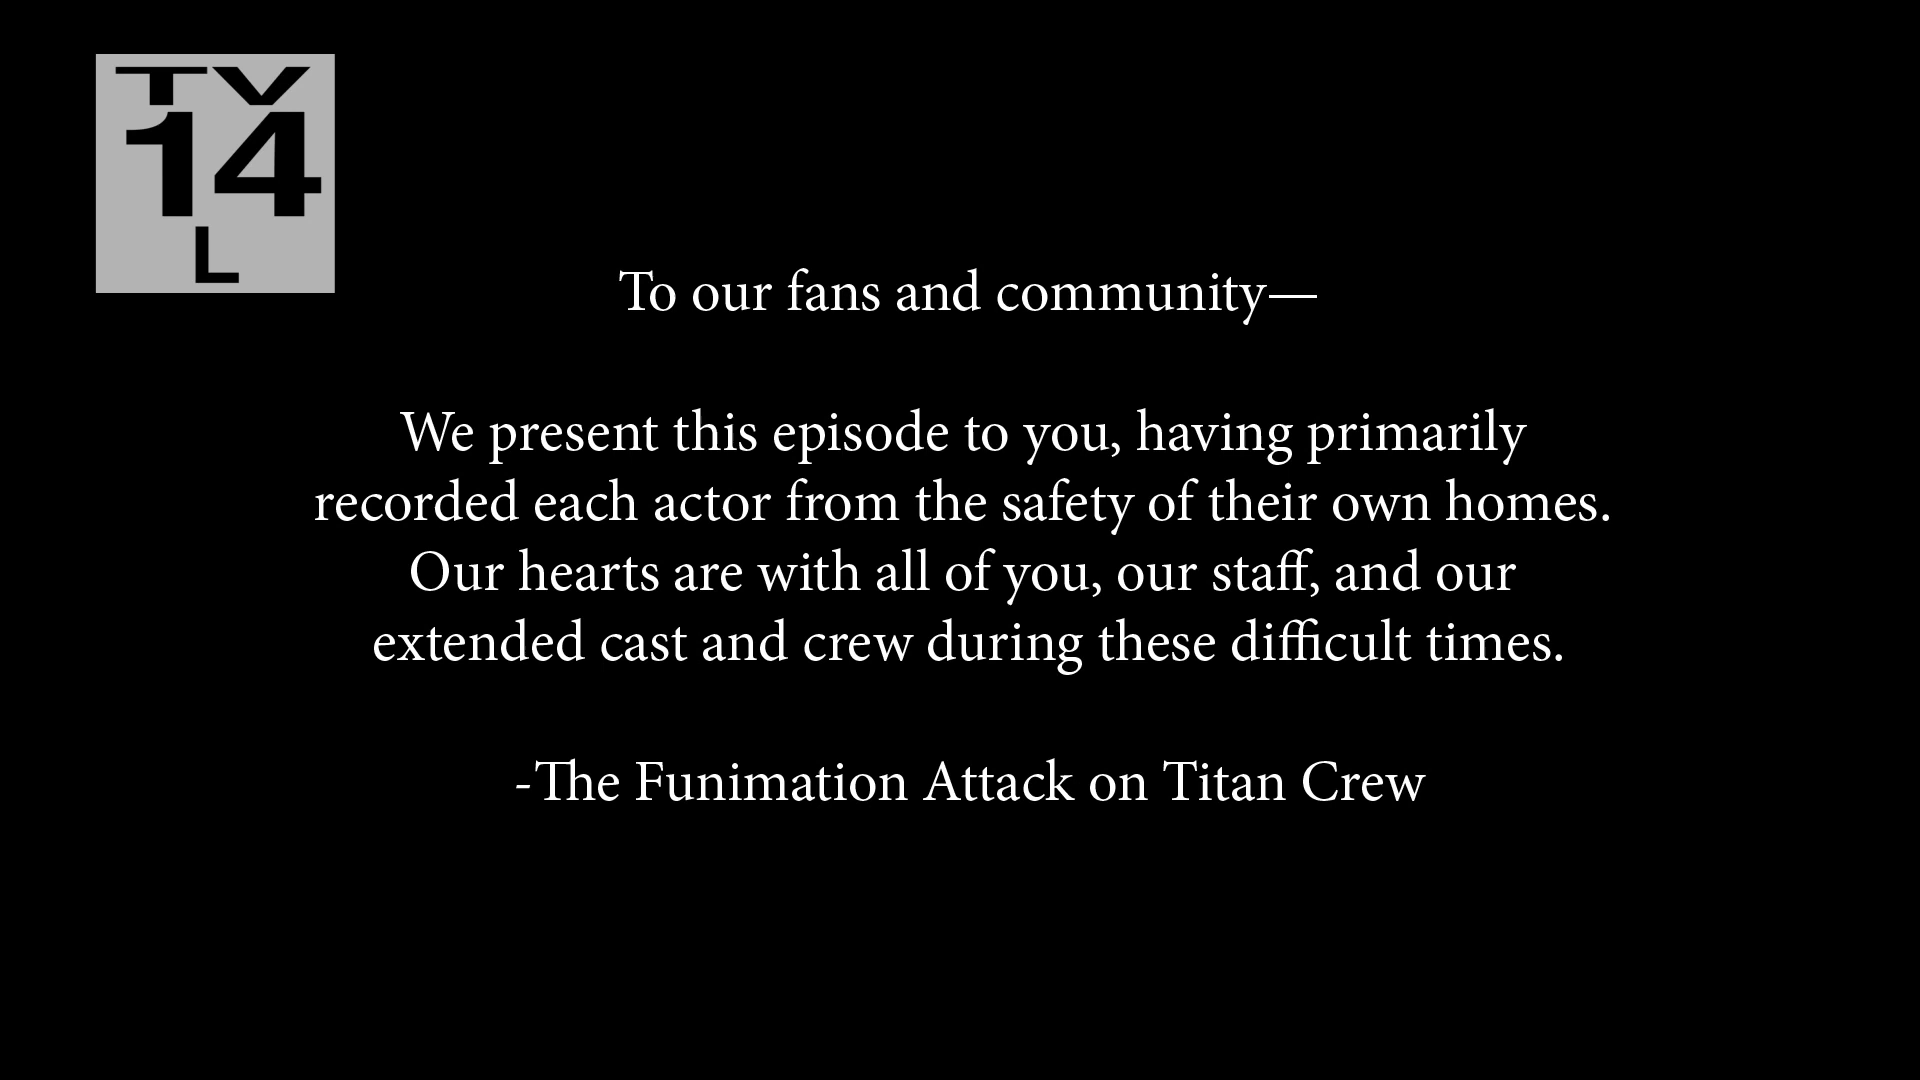 TV
14
L
To our fans and community—
We present this episode to you, having primarily
recorded each actor from the safety of their own homes.
Our hearts are with all of you, our staff, and our
extended cast and crew during these difficult times.
-The Funimation Attack on Titan Crew